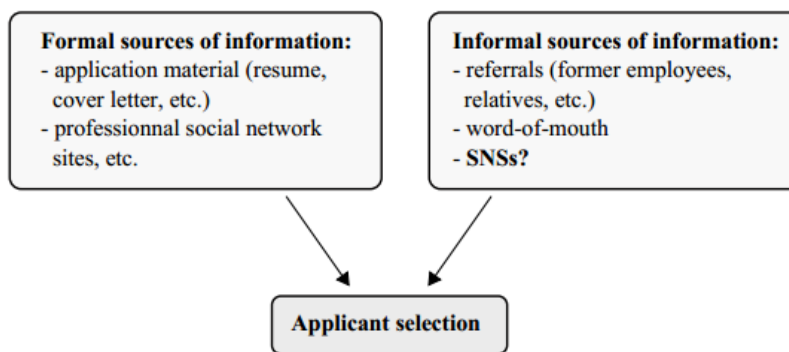 Formal sources of information:
- application material (resume,
cover letter, etc.)
- professionnal social network
sites, etc.
Informal sources of information:
- referrals (former employees,
relatives, etc.)
- word-of-mouth
- SNSs?
Applicant selection